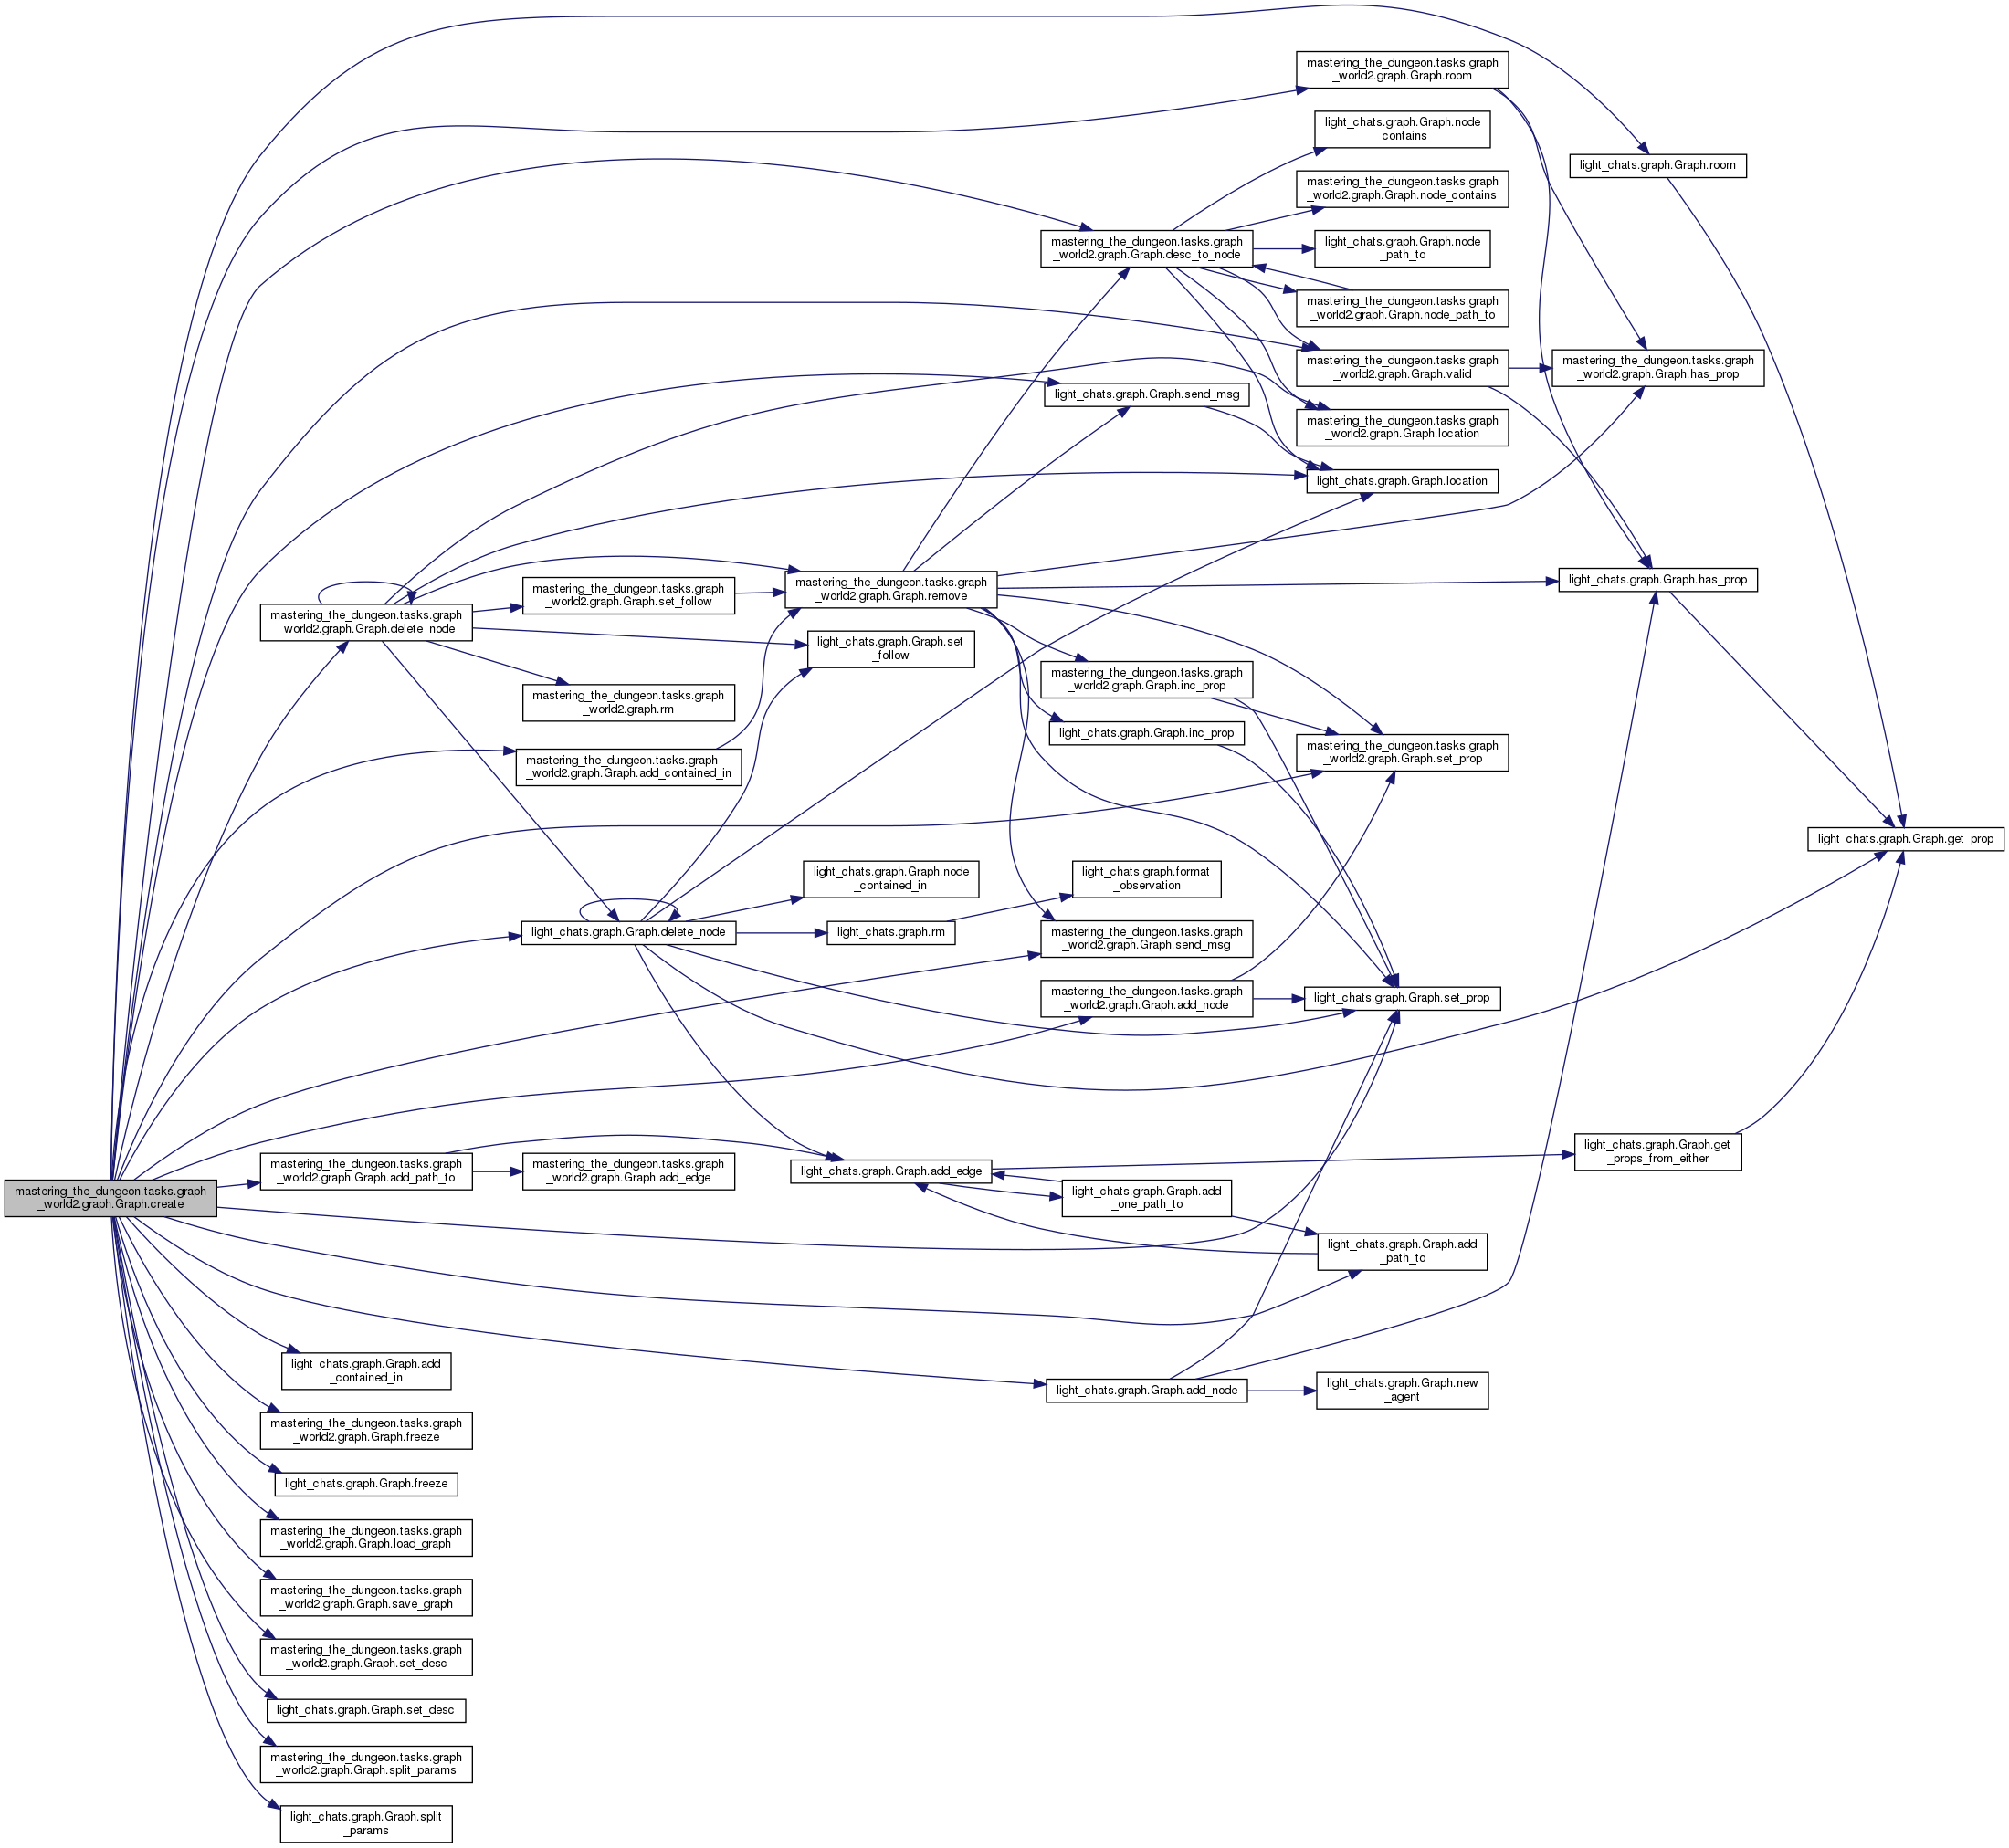 mastering_the_dungeon.tasks.graph
_world2.graph.Graph.room
light_chats.graph.Graph.node
_contains
light_chats.graph.Graph.room
mastering_the_dungeon.tasks.graph
_world2.graph.Graph.node_contains
mastering_the_dungeon.tasks.graph
_world2.graph.Graph.desc_to_node
light_chats.graph.Graph.node
_path_to
mastering_the_dungeon.tasks.graph
_world2.graph.Graph.node_path_to
mastering_the_dungeon.tasks.graph
_world2.graph.Graph.valid
mastering_the_dungeon.tasks.graph
_world2.graph.Graph.has_prop
light_chats.graph.Graph.send_msg
mastering_the_dungeon.tasks.graph
_world2.graph.Graph.location
light_chats.graph.Graph.location
mastering_the_dungeon.tasks.graph
_world2.graph.Graph.delete_node
mastering_the_dungeon.tasks.graph
_world2.graph.Graph.set_follow
mastering_the_dungeon.tasks.graph
_world2.graph.Graph.remove
light_chats.graph.Graph.has_prop
light_chats.graph.Graph.set
_follow
mastering_the_dungeon.tasks.graph
_world2.graph.rm
mastering_the_dungeon.tasks.graph
_world2.graph.Graph.inc_prop
light_chats.graph.Graph.inc_prop
mastering_the_dungeon.tasks.graph
_world2.graph.Graph.add_contained_in
mastering_the_dungeon.tasks.graph
_world2.graph.Graph.set_prop
light_chats.graph.Graph.get_prop
light_chats.graph.Graph.node
_contained_in
light_chats.graph.format
_observation
light_chats.graph.Graph.delete_node
light_chats.graph.rm
mastering_the_dungeon.tasks.graph
_world2.graph.Graph.send_msg
mastering_the_dungeon.tasks.graph
_world2.graph.Graph.add_node
light_chats.graph.Graph.set_prop
light_chats.graph.Graph.get
_props_from_either
mastering_the_dungeon.tasks.graph
_world2.graph.Graph.create
mastering_the_dungeon.tasks.graph
_world2.graph.Graph.add_path_to
mastering_the_dungeon.tasks.graph
_world2.graph.Graph.add_edge
light_chats.graph.Graph.add_edge
light_chats.graph.Graph.add
_one_path_to
light_chats.graph.Graph.add
_path_to
light_chats.graph.Graph.add
_contained_in
light_chats.graph.Graph.add_node
light_chats.graph.Graph.new
_agent
mastering_the_dungeon.tasks.graph
_world2.graph.Graph.freeze
light_chats.graph.Graph.freeze
mastering_the_dungeon.tasks.graph
_world2.graph.Graph.load_graph
mastering_the_dungeon.tasks.graph
_world2.graph.Graph.save_graph
mastering_the_dungeon.tasks.graph
_world2.graph.Graph.set_desc
light_chats.graph.Graph.set_desc
mastering_the_dungeon.tasks.graph
_world2.graph.Graph.split_params
light_chats.graph.Graph.split
_params